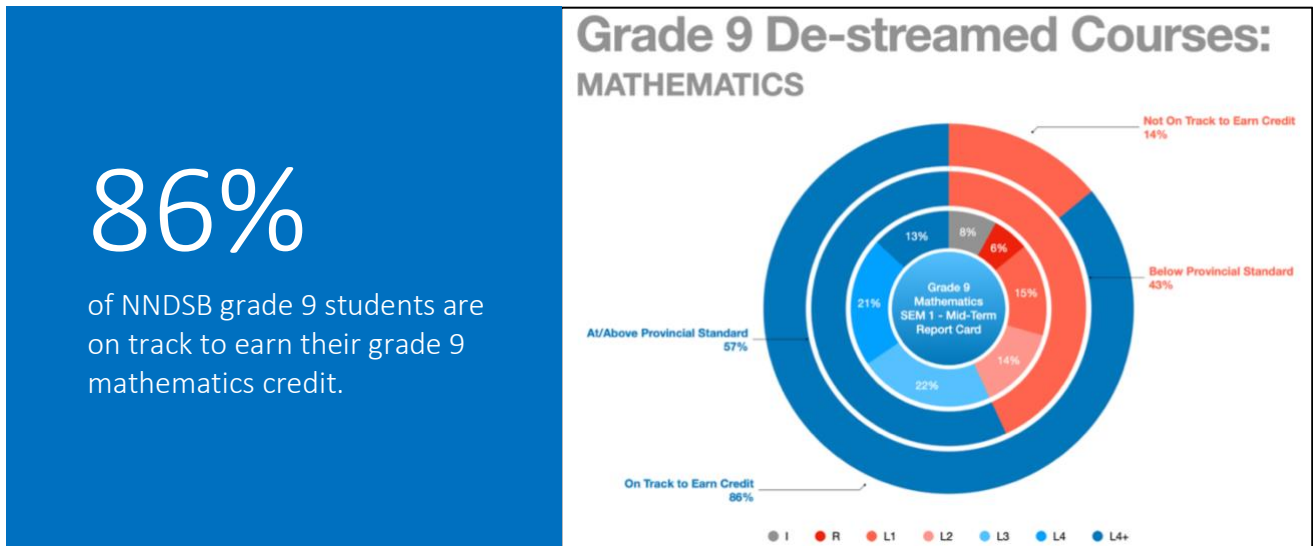 86%
of NNDSB grade 9 students are
on track to earn their grade 9
mathematics credit.
Grade 9 De-streamed Courses:
MATHEMATICS
Not On Track to Earn Credit
14%
Below Provincial Standard
43%
At/Above Provincial Standard
57%
On Track to Earn Credit
86%
8%
6%
15%
14%
22%
21%
13%
Grade 9
Mathematics
SEM 1 - Mid-Term
Report Card
I R L1 L2 L3 L4 L4+